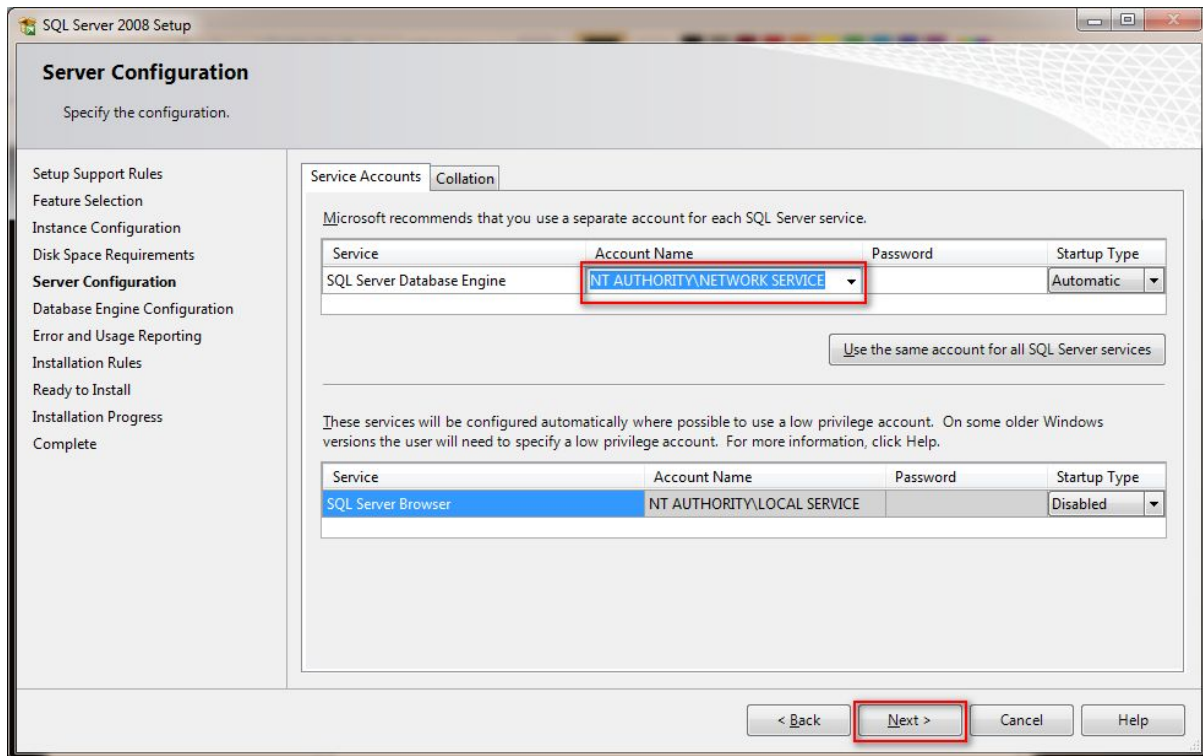 SQL Server 2008 Setup
Server Configuration
Specify the configuration.
Setup Support Rules
Feature Selection
Instance Configuration
Disk Space Requirements
Server Configuration
Database Engine Configuration
Error and Usage Reporting
Installation Rules
Ready to Install
Installation Progress
Complete
Service Accounts Collation
Microsoft recommends that you use a separate account for each SQL Server service.
Service Account Name Password Startup Type
SQL Server Database Engine NT AUTHORITY\NETWORK SERVICE Automatic
Use the same account for all SQL Server services
These services will be configured automatically where possible to use a low privilege account. On some older Windows
versions the user will need to specify a low privilege account. For more information, click Help.
Service Account Name Password Startup Type
SQL Server Browser NT AUTHORITY\LOCAL SERVICE Disabled
< Back Next > Cancel Help